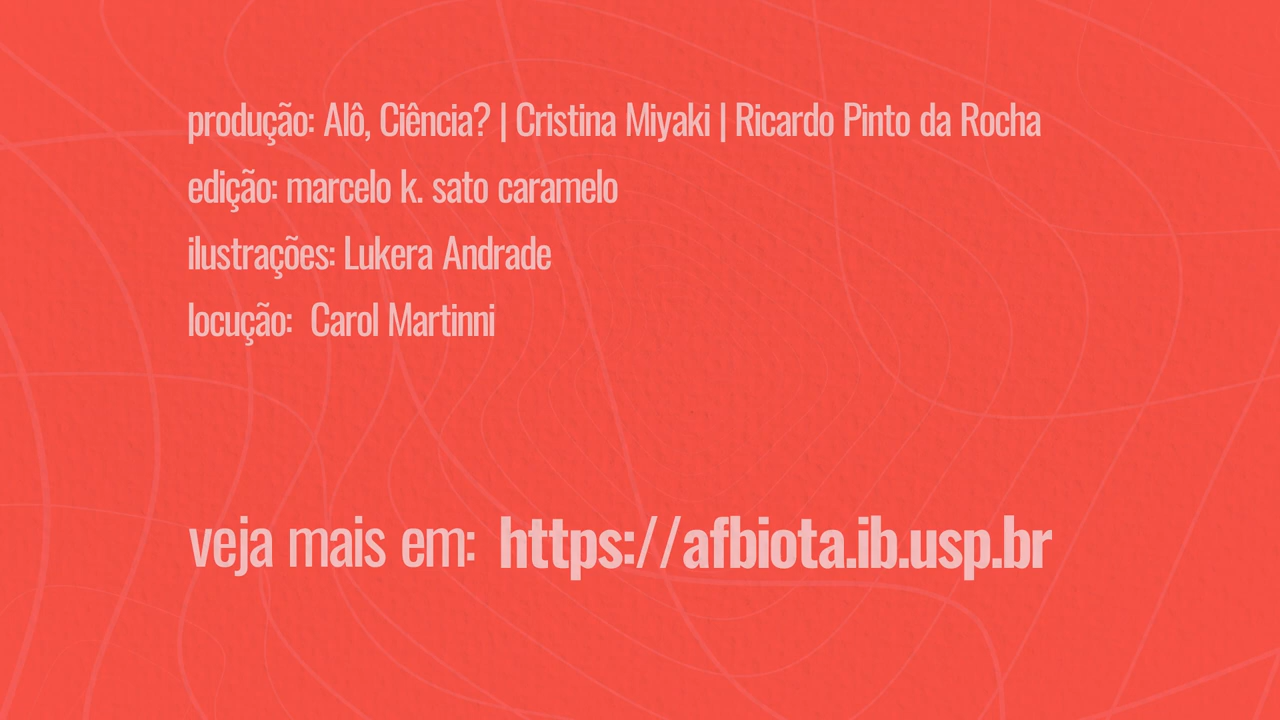 produção: Alô, Ciência? | Cristina Miyaki | Ricardo Pinto da Rocha
edição: marcelo k. sato caramelo
ilustrações: Lukera Andrade
locução: Carol Martinni
veja mais em: https://afbiota.ib.usp.br